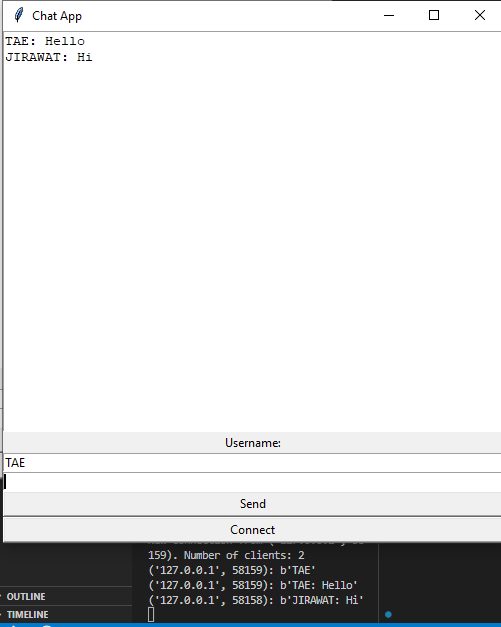 Chat App
TAE: Hello
JIRAWAT: Hi
Username:
TAE
Send
Connect
159). Number of clients: 2
('127.0.0.1', 58159): b'TAE'
('127.0.0.1', 58159): b'TAE: Hello'
('127.0.0.1', 58158): b'JIRAWAT: Hi'
OUTLINE
TIMELINE